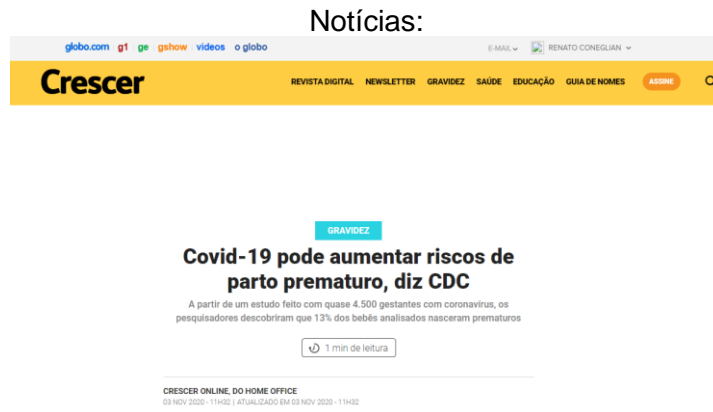 Notícias:
globo.com g1 ge gshow videos o globo E-MAIL RENATO CONEGLIAN
Crescer REVISTA DIGITAL NEWSLETTER GRAVIDEZ SAÚDE EDUCAÇÃO GUIA DE NOMES ASSINE
GRAVIDEZ
Covid-19 pode aumentar riscos de
parto prematuro, diz CDC
A partir de um estudo feito com quase 4.500 gestantes com coronavírus, os
pesquisadores descobriram que 13% dos bebês analisados nasceram prematuros
1 min de leitura
CRESCER ONLINE, DO HOME OFFICE
03 NOV 2020 - 11H32 | ATUALIZADO EM 03 NOV 2020 - 11H32